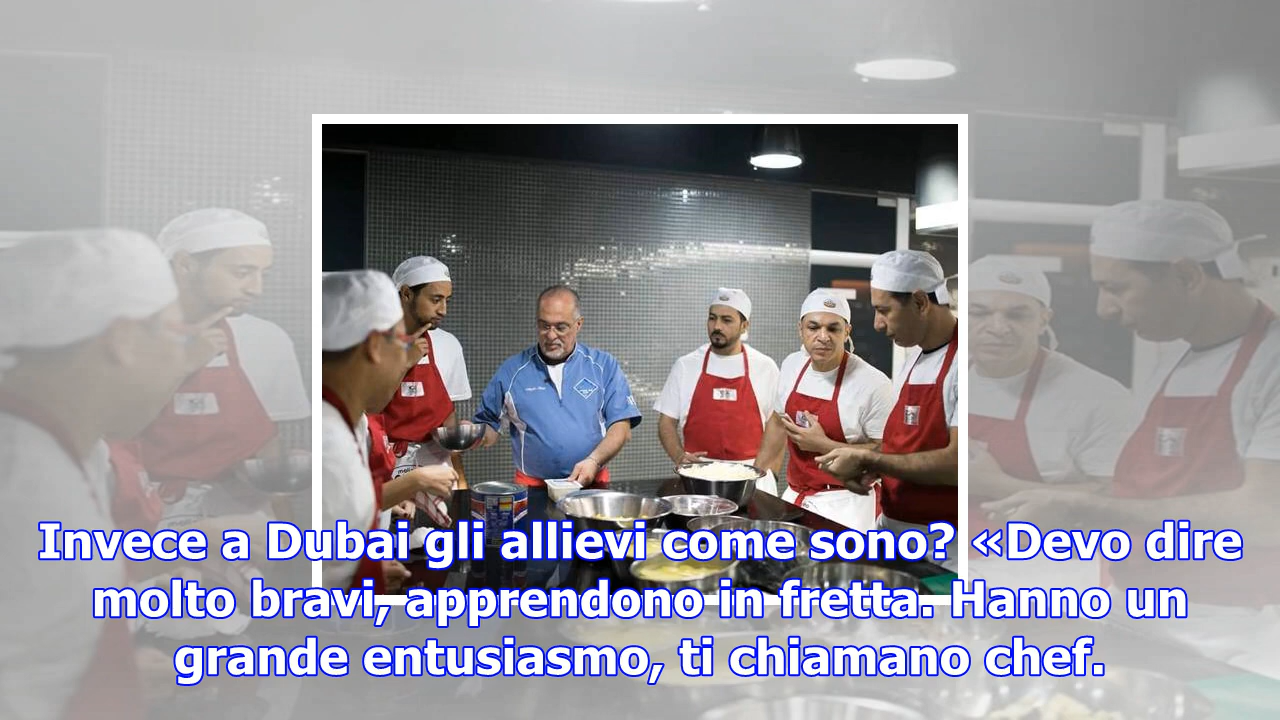 Invece a Dubai gli allievi come sono? «Devo dire
molto bravi, apprendono in fretta. Hanno un
grande entusiasmo, ti chiamano chef.